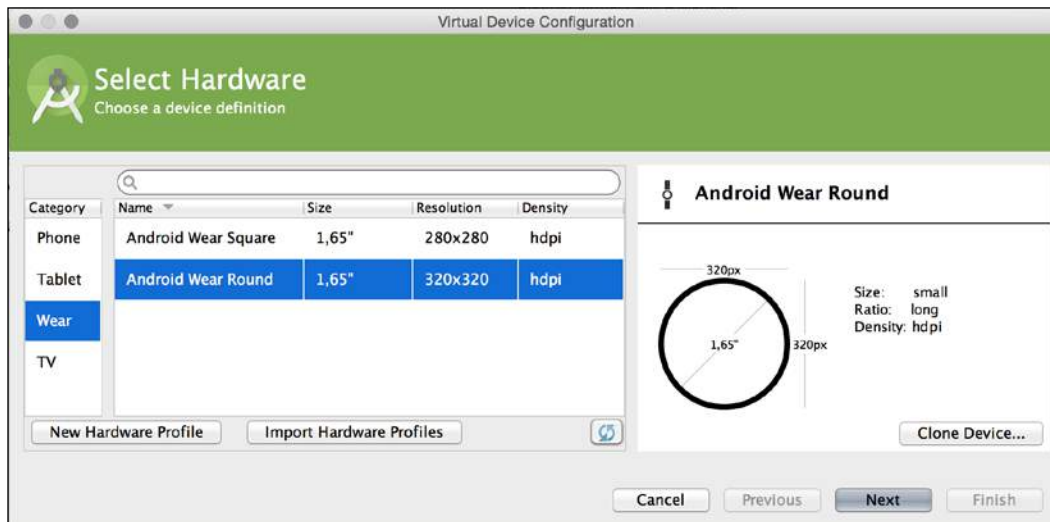 Virtual Device Configuration
Select Hardware
Choose a device definition
Category Name Size Resolution Density
Phone Android Wear Square 1,65" 280x280 hdpi
Tablet Android Wear Round 1,65" 320x320 hdpi
Wear
TV
New Hardware Profile Import Hardware Profiles
Android Wear Round
320px
1,65"
320px
Size: small
Ratio: long
Density: hdpi
Clone Device...
Cancel Previous Next Finish